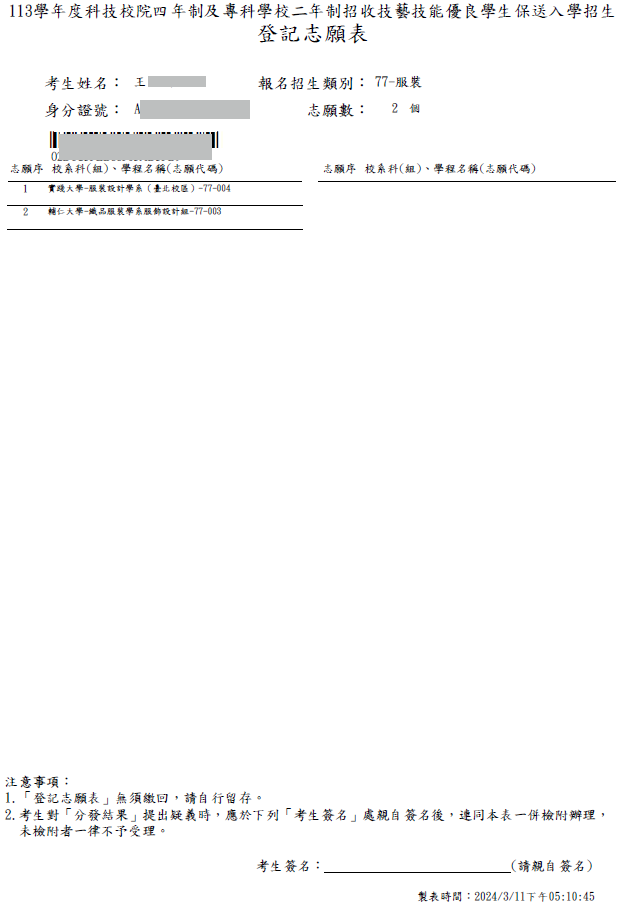 113學年度科技校院四年制及專科學校二年制招收技藝技能優良學生保送入學招生
登記志願表
考生姓名：王 報名招生類別：77-服裝
身分證號：A 志願數： 2 個
志願序 校系科(組)、學程名稱(志願代碼) 志願序 校系科(組)、學程名稱(志願代碼)
1 實踐大學-服裝設計學系（臺北校區）-77-004
2 輔仁大學-織品服裝學系服飾設計組-77-003
注意事項：
1.「登記志願表」無須繳回，請自行留存。
2.考生對「分發結果」提出疑義時，應於下列「考生簽名」處親自簽名後，連同本表一併檢附辦理，
未檢附者一律不予受理。
考生簽名：(請親自簽名)
製表時間：2024/3/11下午05:10:45